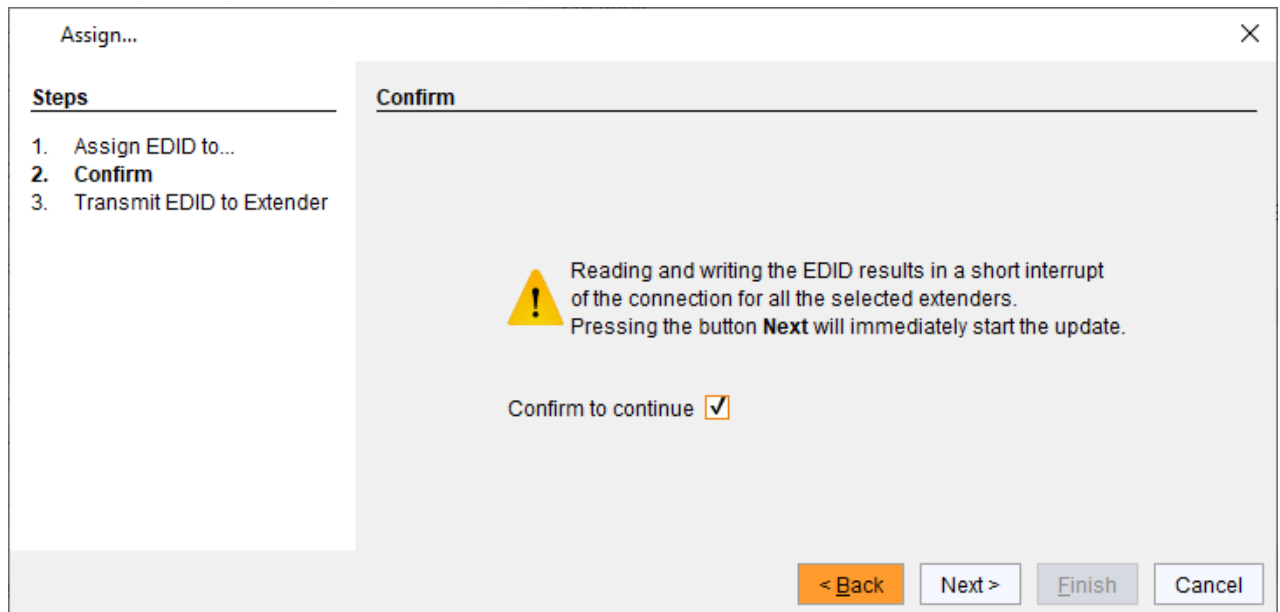 Assign...
Steps
1. Assign EDID to...
2. Confirm
3. Transmit EDID to Extender
Confirm
Reading and writing the EDID results in a short interrupt
of the connection for all the selected extenders.
Pressing the button Next will immediately start the update.
Confirm to continue
< Back
Next >
Finish
Cancel